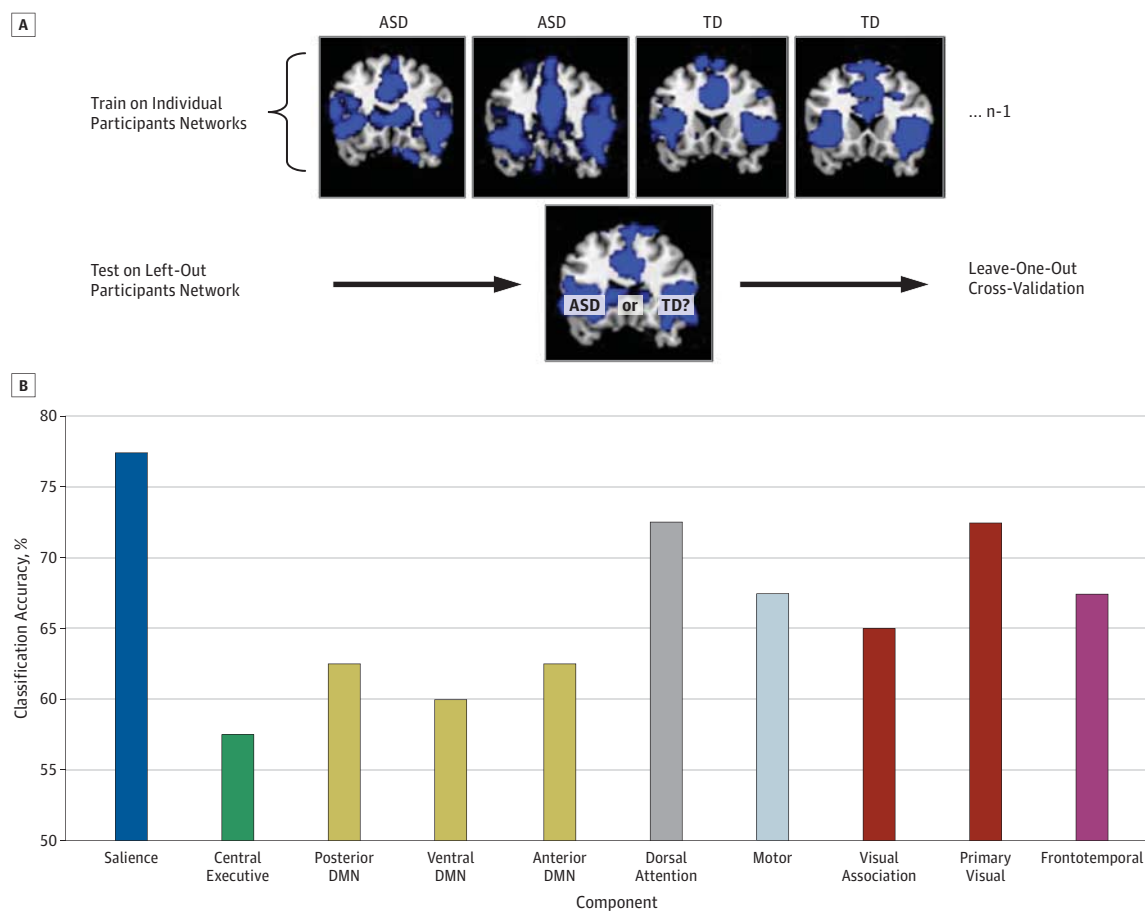 A
ASD
ASD
TD
TD
Train on Individual
Participants Networks
... n-1
Test on Left-Out
Participants Network
ASD or TD?
Leave-One-Out
Cross-Validation
B
80
75
70
65
60
55
50
Classification Accuracy, %
Salience
Central
Executive
Posterior
DMN
Ventral
DMN
Anterior
DMN
Dorsal
Attention
Motor
Visual
Association
Primary
Visual
Frontotemporal
Component